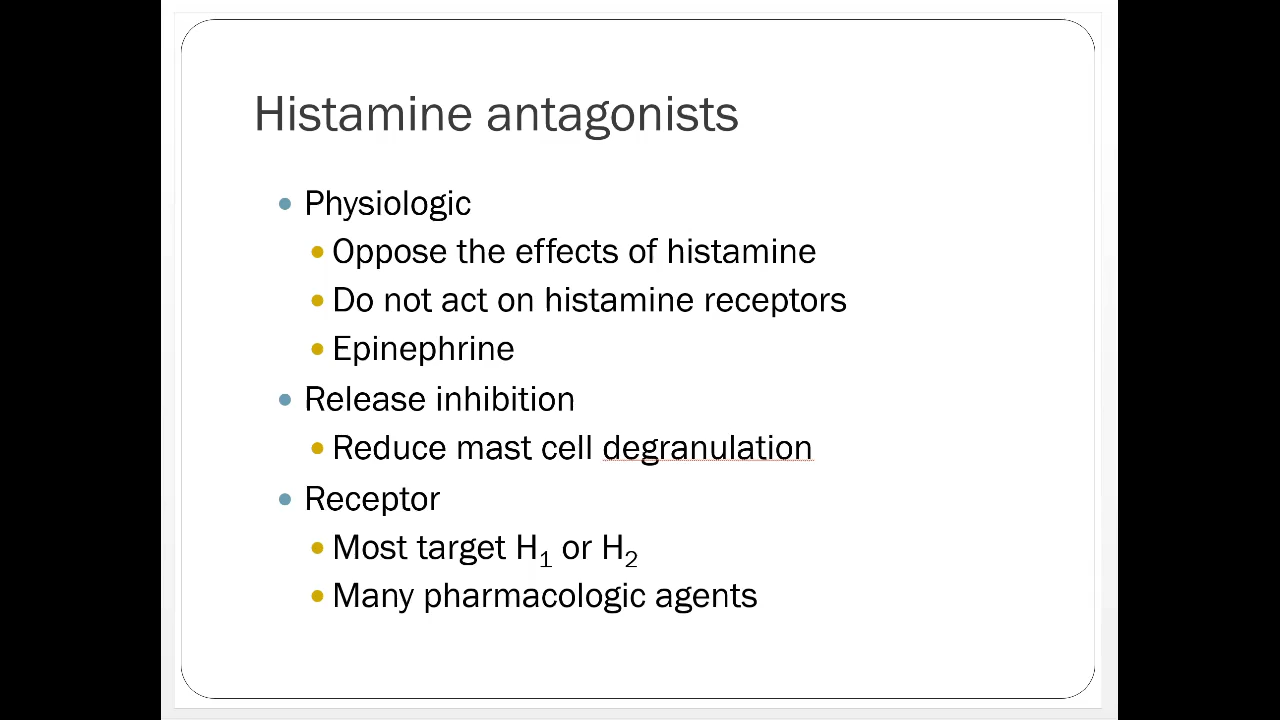 Histamine antagonists
• Physiologic
• Oppose the effects of histamine
• Do not act on histamine receptors
• Epinephrine
• Release inhibition
• Reduce mast cell degranulation
• Receptor
• Most target H₁ or H₂
• Many pharmacologic agents